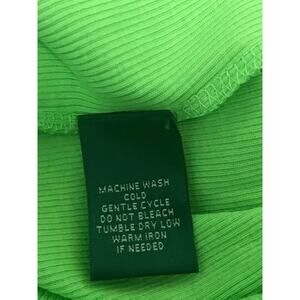 MACHINE WASH
COLD
GENTLE CYCLE
DO NOT BLEACH
TUMBLE DRY LOW
WARM IRON
IF NEEDED